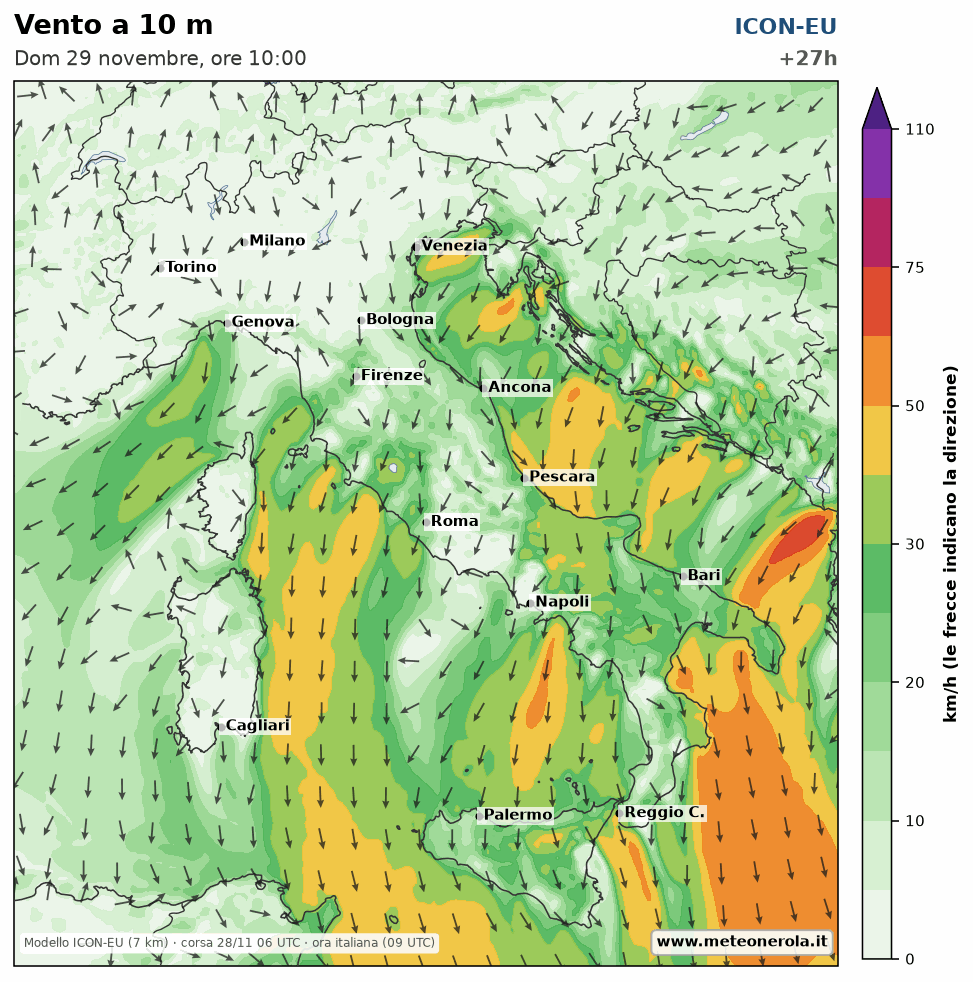 Vento a 10 m
ICON-EU
Dom 29 novembre, ore 10:00
+27h
110
75
50
30
20
10
0
km/h (le frecce indicano la direzione)
Venezia
Milano
Torino
Genova
Bologna
Firenze
Ancona
Pescara
Roma
Bari
Napoli
Cagliari
Palermo
Reggio C.
Modello ICON-EU (7 km) · corsa 28/11 06 UTC · ora italiana (09 UTC)
www.meteonerola.it